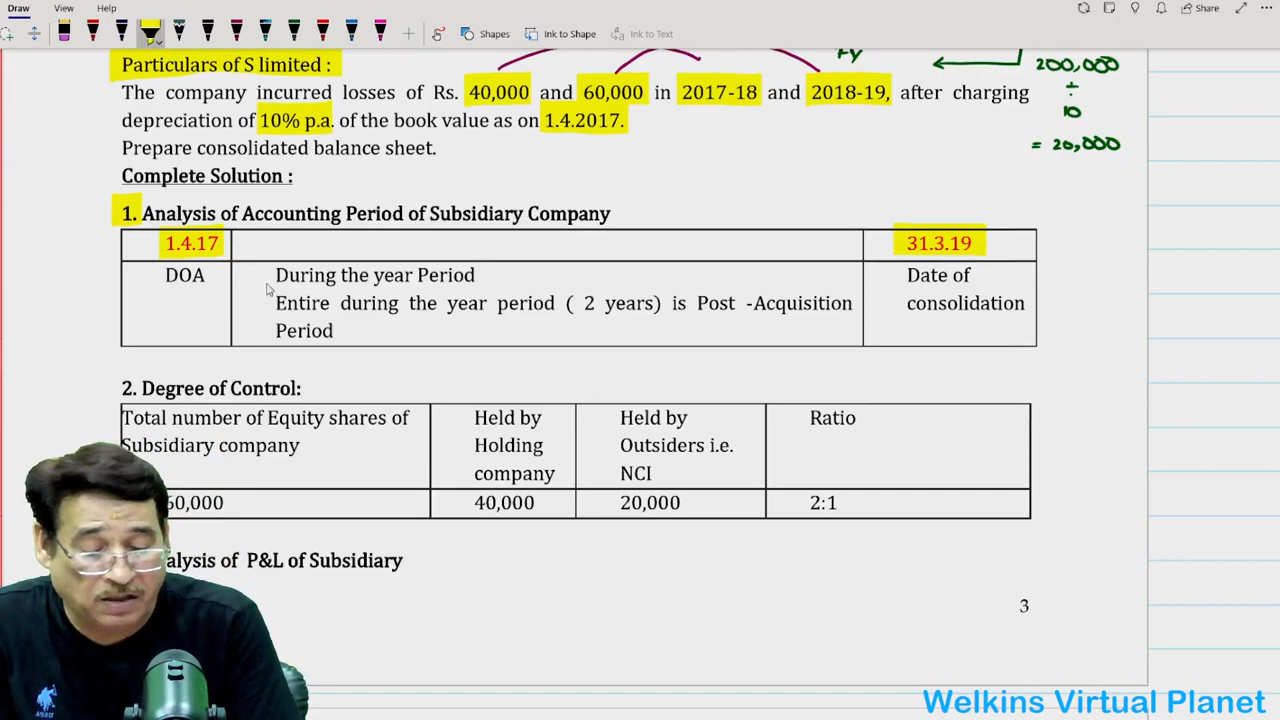 Draw View Help
Share
Shapes Ink to Shape Ink to Text
Particulars of S limited :
FY
200,000
The company incurred losses of Rs. 40,000 and 60,000 in 2017-18 and 2018-19, after charging
÷
10
depreciation of 10% p.a. of the book value as on 1.4.2017.
= 20,000
Prepare consolidated balance sheet.
Complete Solution :
1. Analysis of Accounting Period of Subsidiary Company
1.4.17 31.3.19
DOA During the year Period Date of
Entire during the year period ( 2 years) is Post -Acquisition consolidation
Period
2. Degree of Control:
Total number of Equity shares of Held by Held by Ratio
Subsidiary company Holding Outsiders i.e.
company NCI
60,000 40,000 20,000 2:1
of P&L of Subsidiary
3
Welkins Virtual Planet